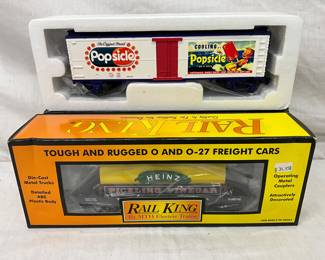 The Original Brand
Popsicle
COOLING
Popsicle
RAIL KING
TOUGH AND RUGGED O AND O-27 FREIGHT CARS
Die-Cast
Metal Trucks
Detailed
ABS
Plastic Body
HEINZ
PICKLING VINEGAR
Operating
Metal
Couplers
Attractively
Decorated
RAIL KING
By MTH Electric Trains